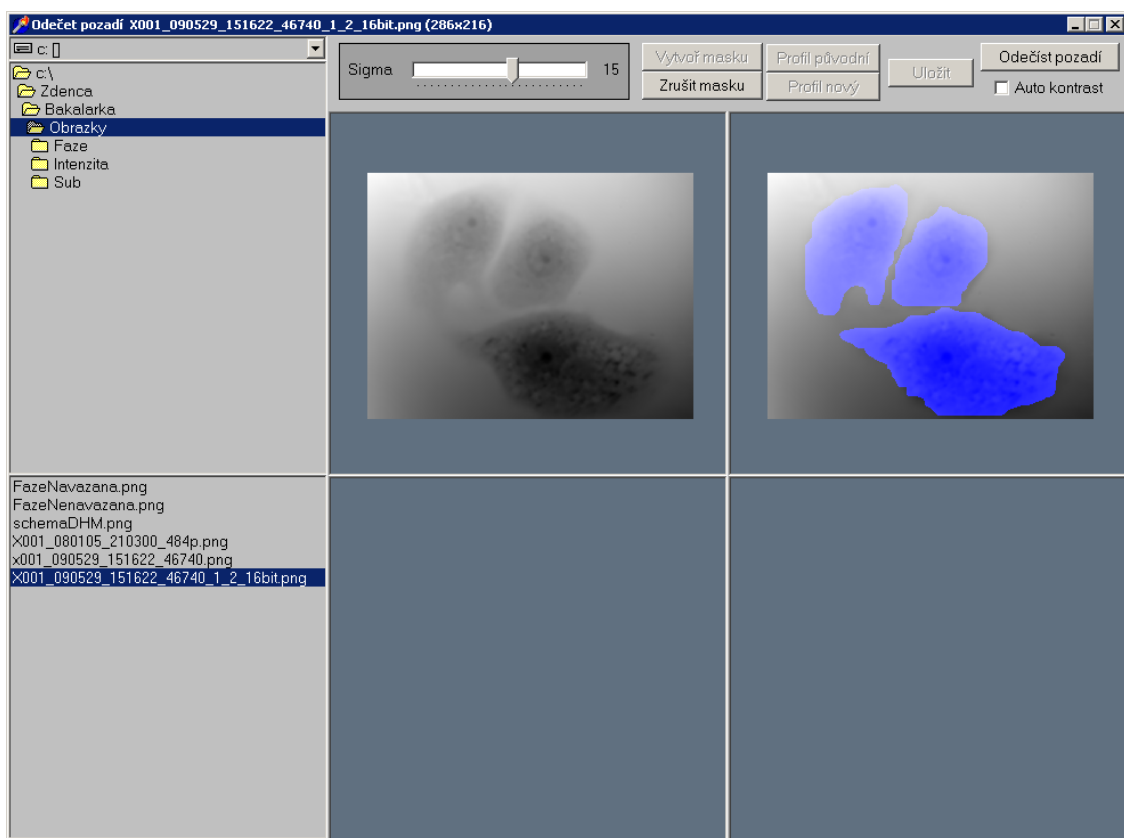 Odečet pozadí X001_090529_151622_46740_1_2_16bit.png (286x216)
c: []
Sigma 15
Vytvoř masku
Zrušit masku
Profil původní
Profil nový
Uložit
Odečíst pozadí
Auto kontrast
c:\
Zdenca
Bakalarka
Obrazky
Faze
Intenzita
Sub
FazeNavazana.png
FazeNenavazana.png
schemaDHM.png
X001_080105_210300_484p.png
x001_090529_151622_46740.png
X001_090529_151622_46740_1_2_16bit.png